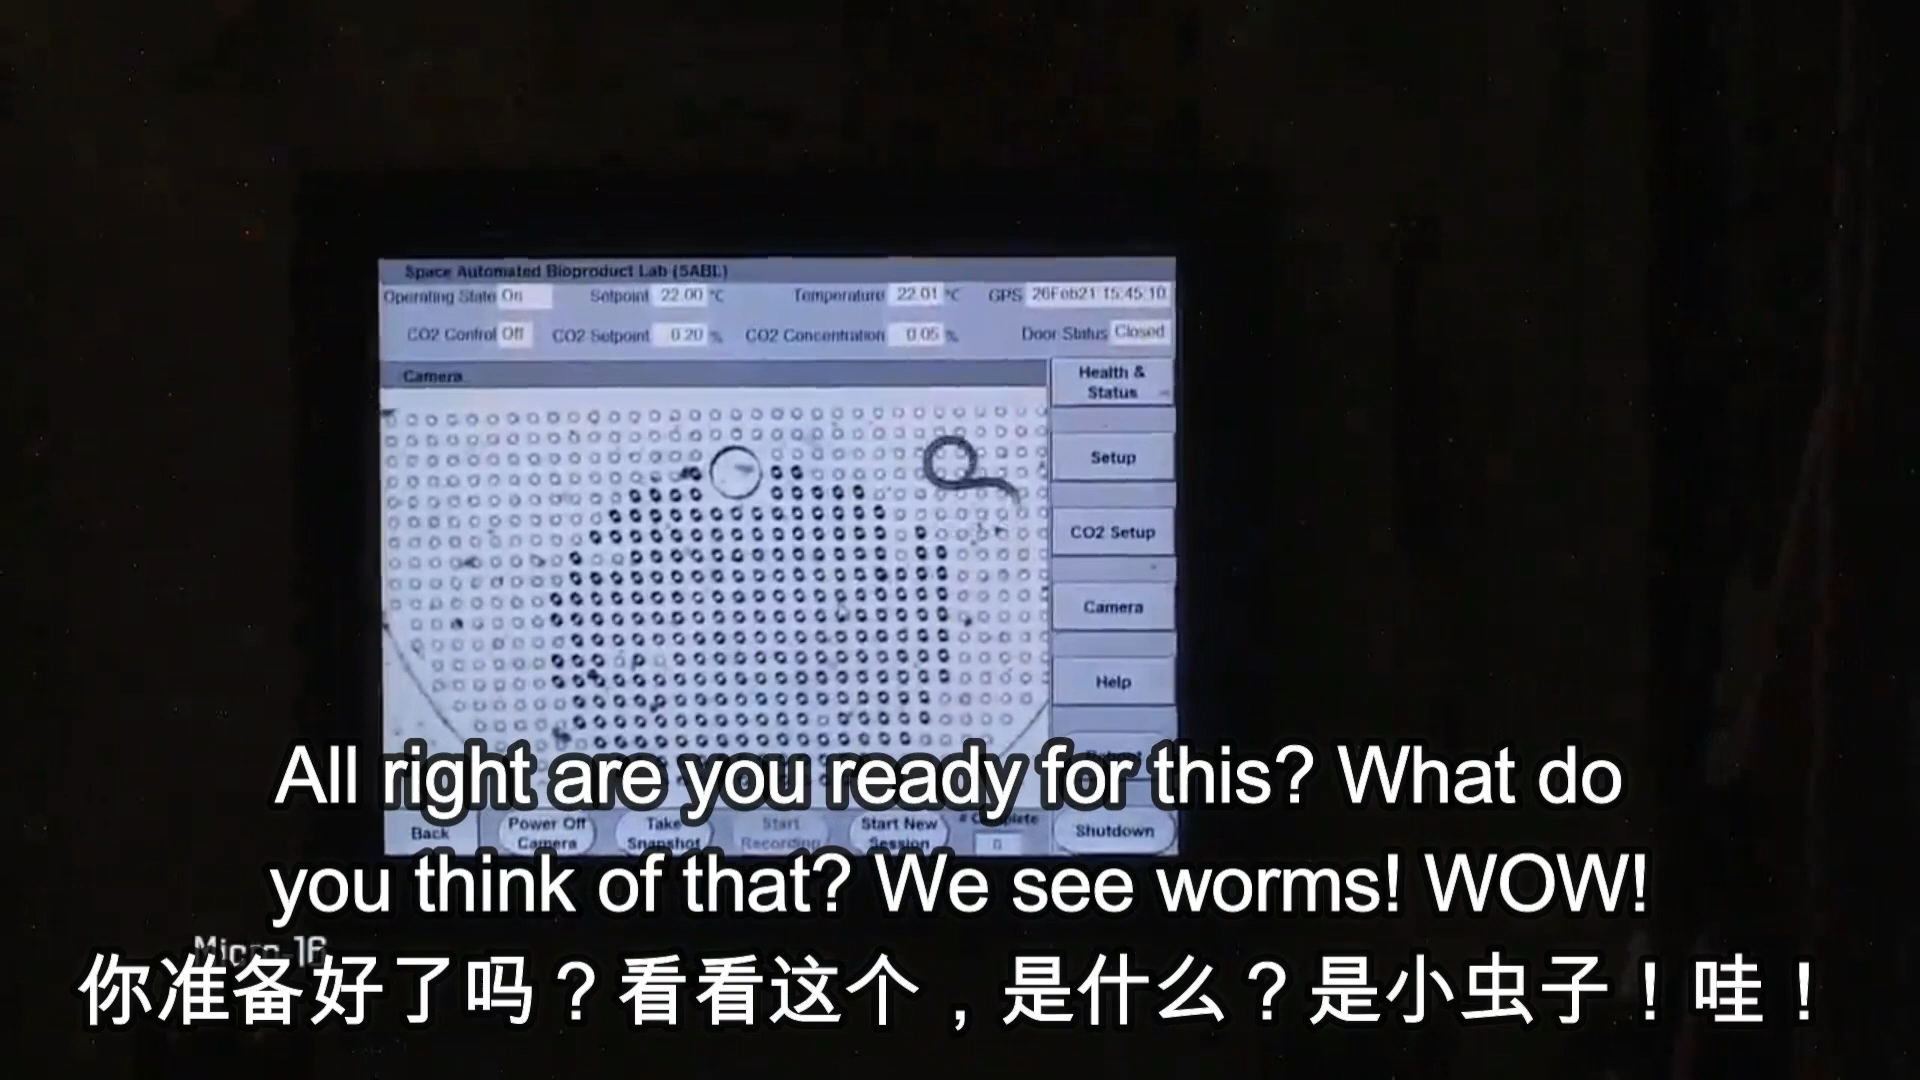 Space Automated Bioproduct Lab (SABL)
Operating State On Setpoint 22.00 °C Temperature 22.01 °C GPS 26Feb21 15:45:10
CO2 Control Off CO2 Setpoint 0.20 % CO2 Concentration 0.05 % Door Status Closed
Camera
Health &
Status
Setup
CO2 Setup
Camera
Help
Back
Power Off
Camera
Take
Snapshot
Start
Recording
Start New
Session
0
Shutdown
All right are you ready for this? What do
you think of that? We see worms! WOW!
Micro-16
你准备好了吗？看看这个，是什么？是小虫子！哇！